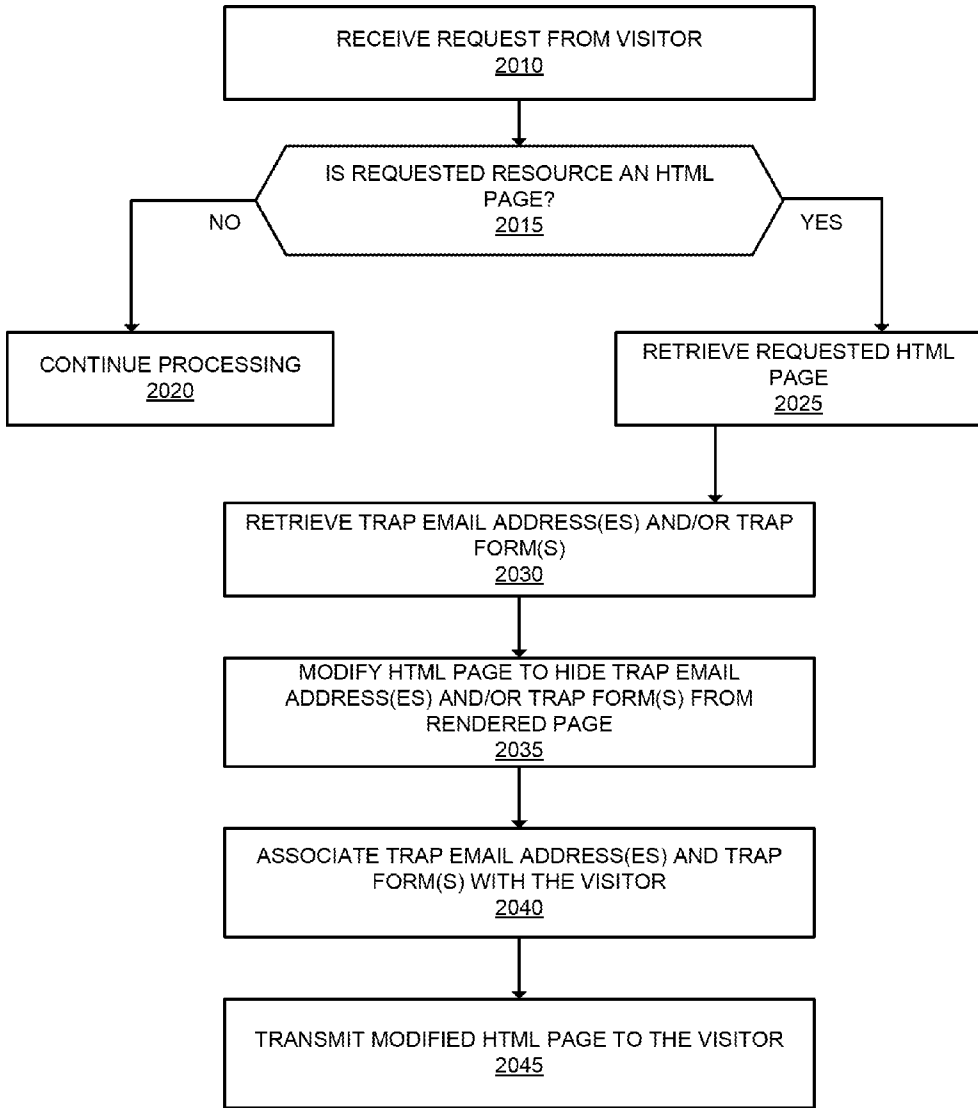 RECEIVE REQUEST FROM VISITOR
2010
IS REQUESTED RESOURCE AN HTML
PAGE?
2015
NO
YES
CONTINUE PROCESSING
2020
RETRIEVE REQUESTED HTML
PAGE
2025
RETRIEVE TRAP EMAIL ADDRESS(ES) AND/OR TRAP
FORM(S)
2030
MODIFY HTML PAGE TO HIDE TRAP EMAIL
ADDRESS(ES) AND/OR TRAP FORM(S) FROM
RENDERED PAGE
2035
ASSOCIATE TRAP EMAIL ADDRESS(ES) AND TRAP
FORM(S) WITH THE VISITOR
2040
TRANSMIT MODIFIED HTML PAGE TO THE VISITOR
2045